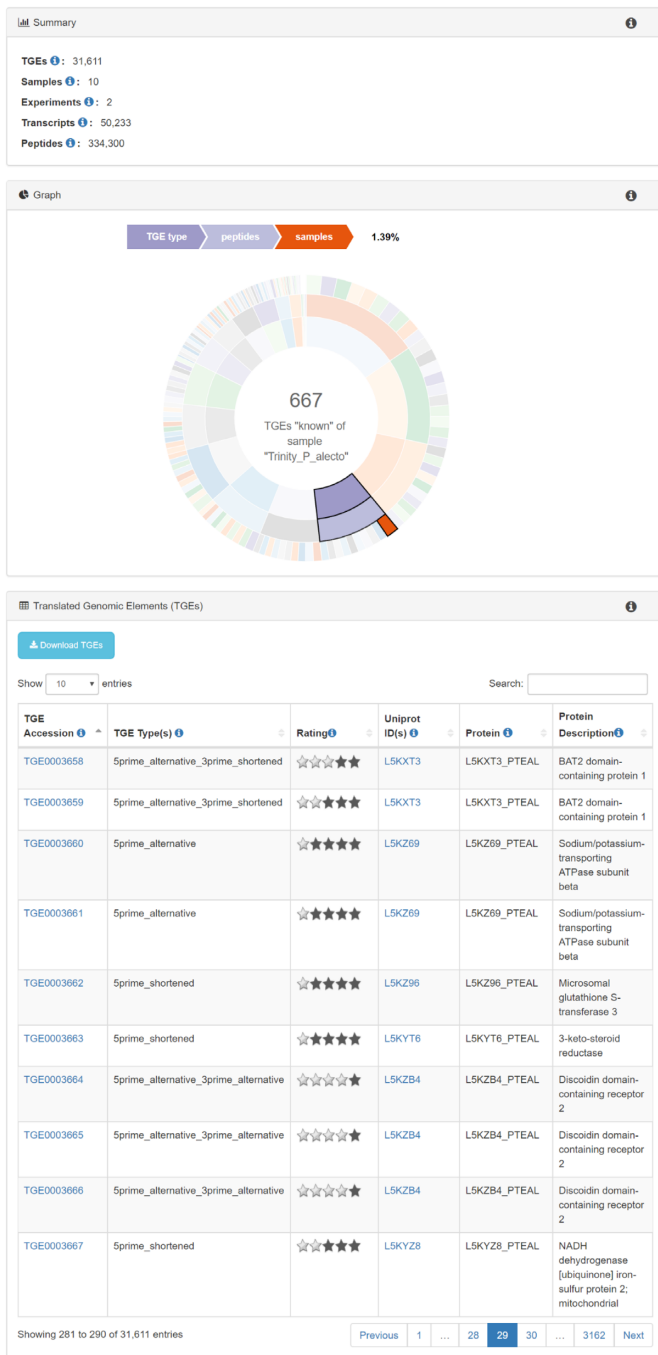 Summary
TGEs : 31,611
Samples : 10
Experiments : 2
Transcripts : 50,233
Peptides : 334,300
Graph
TGE type peptides samples 1.39%
667
TGEs "known" of
sample
"Trinity_P_alecto"
Translated Genomic Elements (TGEs)
Download TGEs
Show 10 entries Search:
TGE Accession TGE Type(s) Rating Uniprot ID(s) Protein Protein Description
TGE0003658 5prime_alternative_3prime_shortened L5KXT3 L5KXT3_PTEAL BAT2 domain-
containing protein 1
TGE0003659 5prime_alternative_3prime_shortened L5KXT3 L5KXT3_PTEAL BAT2 domain-
containing protein 1
TGE0003660 5prime_alternative L5KZ69 L5KZ69_PTEAL Sodium/potassium-
transporting
ATPase subunit
beta
TGE0003661 5prime_alternative L5KZ69 L5KZ69_PTEAL Sodium/potassium-
transporting
ATPase subunit
beta
TGE0003662 5prime_shortened L5KZ96 L5KZ96_PTEAL Microsomal
glutathione S-
transferase 3
TGE0003663 5prime_shortened L5KYT6 L5KYT6_PTEAL 3-keto-steroid
reductase
TGE0003664 5prime_alternative_3prime_alternative L5KZB4 L5KZB4_PTEAL Discoidin domain-
containing receptor
2
TGE0003665 5prime_alternative_3prime_alternative L5KZB4 L5KZB4_PTEAL Discoidin domain-
containing receptor
2
TGE0003666 5prime_alternative_3prime_alternative L5KZB4 L5KZB4_PTEAL Discoidin domain-
containing receptor
2
TGE0003667 5prime_shortened L5KYZ8 L5KYZ8_PTEAL NADH
dehydrogenase
[ubiquinone] iron-
sulfur protein 2;
mitochondrial
Showing 281 to 290 of 31,611 entries Previous 1 ... 28 29 30 ... 3162 Next